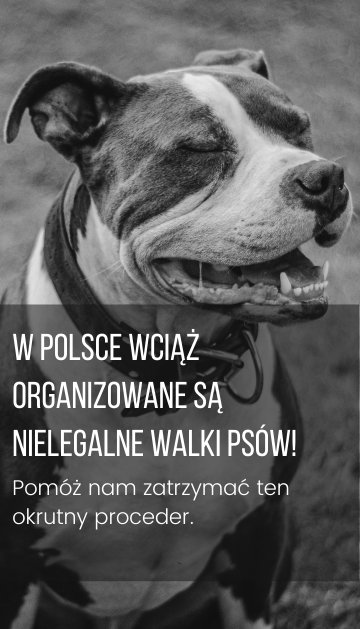 W POLSCE WCIĄŻ
ORGANIZOWANE SĄ
NIELEGALNE WALKI PSÓW!
Pomóż nam zatrzymać ten
okrutny proceder.